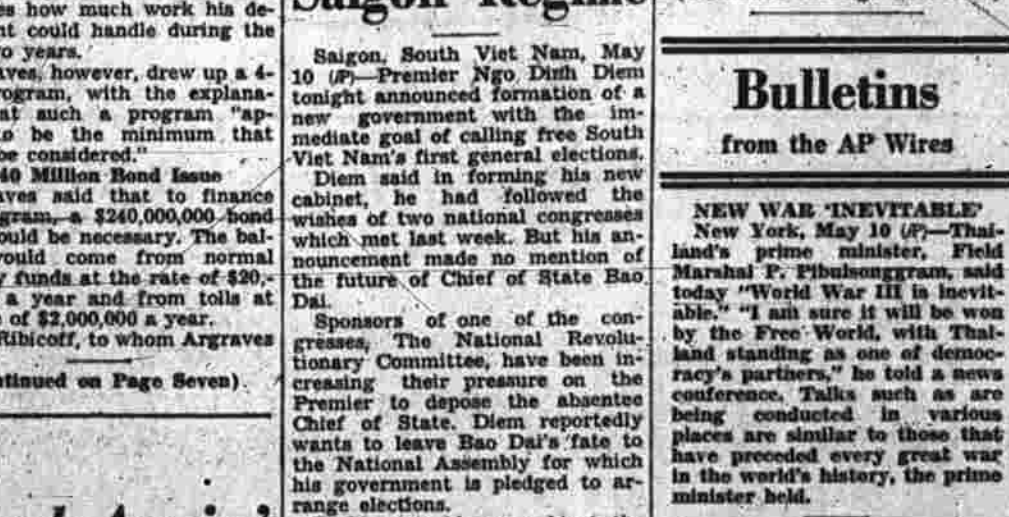 es how much work his de-
nt could handle during the
o years.
aves, however, drew up a 4-
rogram, with the explana-
at such a program "ap-
to be the minimum that
be considered."
40 Million Bond Issue
aves said that to finance
gram, a $240,000,000 bond
ould be necessary. The bal-
would come from normal
y funds at the rate of $20,-
a year and from tolls at
of $2,000,000 a year.
Ribicoff, to whom Argraves
ntinued on Page Seven)
Saigon Regime
Saigon, South Viet Nam, May
10 (AP)—Premier Ngo Dinh Diem
tonight announced formation of a
new government with the im-
mediate goal of calling free South
Viet Nam's first general elections.
Diem said in forming his new
cabinet, he had followed the
wishes of two national congresses
which met last week. But his an-
nouncement made no mention of
the future of Chief of State Bao
Dai.
Sponsors of one of the con-
gresses, The National Revolu-
tionary Committee, have been in-
creasing their pressure on the
Premier to depose the absentee
Chief of State. Diem reportedly
wants to leave Bao Dai's fate to
the National Assembly for which
his government is pledged to ar-
range elections.
Bulletins
from the AP Wires
NEW WAR 'INEVITABLE'
New York, May 10 (AP)—Thai-
land's prime minister, Field
Marshal P. Pibulsonggram, said
today "World War III is inevit-
able." "I am sure it will be won
by the Free World, with Thai-
land standing as one of democ-
racy's partners," he told a news
conference. Talks such as are
being conducted in various
places are similar to those that
have preceded every great war
in the world's history, the prime
minister held.